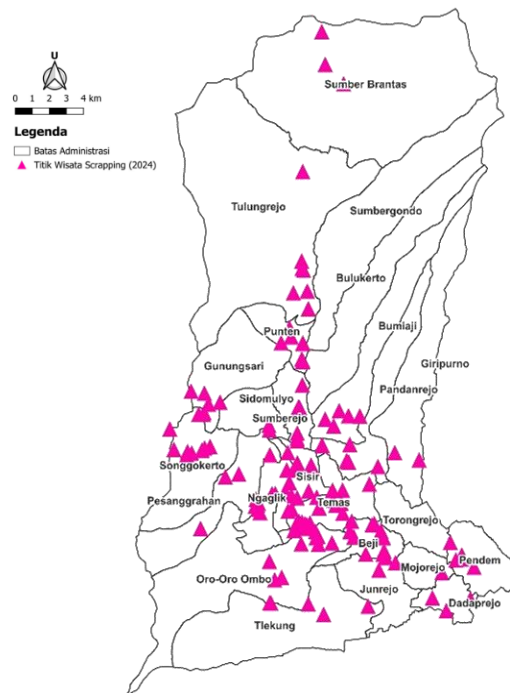 U
0 1 2 3 4 km
Legenda
Batas Administrasi
Titik Wisata Scrapping (2024)
Sumber Brantas
Tulungrejo
Sumbergondo
Bulukerto
Punten
Bumiaji
Gunungsari
Giripurno
Pandanrejo
Sidomulyo
Sumberejo
Songgokerto
Sisir
Pesanggrahan
Ngaglik
Temas
Torongrejo
Beji
Pendem
Mojorejo
Oro-Oro Ombo
Junrejo
Dadaprejo
Tlekung